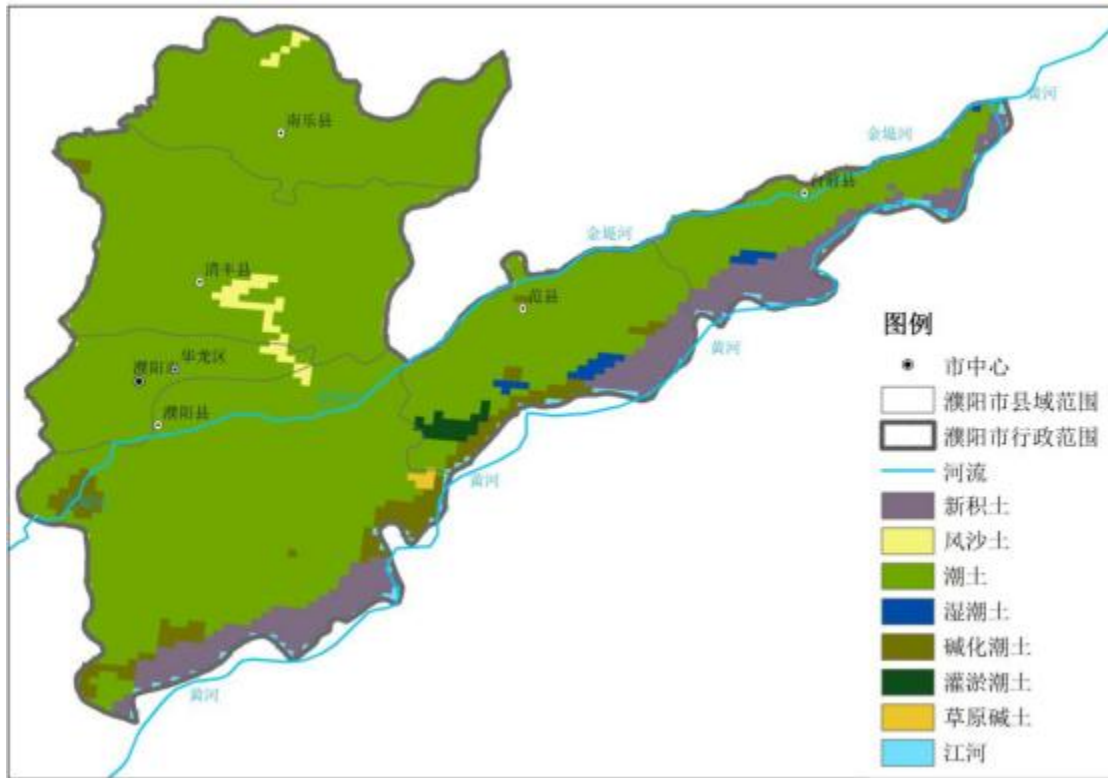 南乐县
黄河
金堤河
台前县
金堤河
清丰县
范县
图例
黄河
华龙区
市中心
濮阳市
濮阳市县域范围
濮阳县
濮阳市行政范围
黄河
河流
新积土
风沙土
潮土
湿潮土
碱化潮土
黄河
灌淤潮土
草原碱土
江河